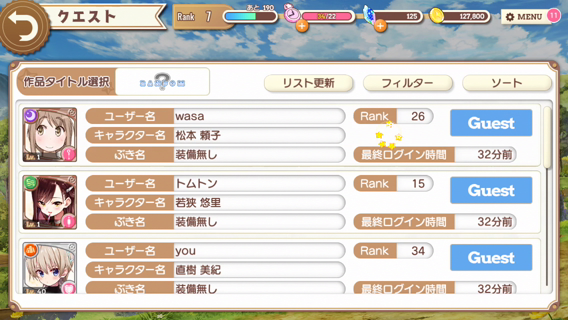 クエスト
Rank 7
あと 190
34/22
125
127,800
MENU
11
作品タイトル選択
RANDOM
リスト更新
フィルター
ソート
ユーザー名 wasa
Rank 26
Guest
キャラクター名 松本 頼子
ぶき名 装備無し
最終ログイン時間 32分前
Lv. 1
ユーザー名 トムトン
Rank 15
Guest
キャラクター名 若狭 悠里
ぶき名 装備無し
最終ログイン時間 32分前
Lv. 1
ユーザー名 you
Rank 34
Guest
キャラクター名 直樹 美紀
ぶき名 装備無し
最終ログイン時間 32分前